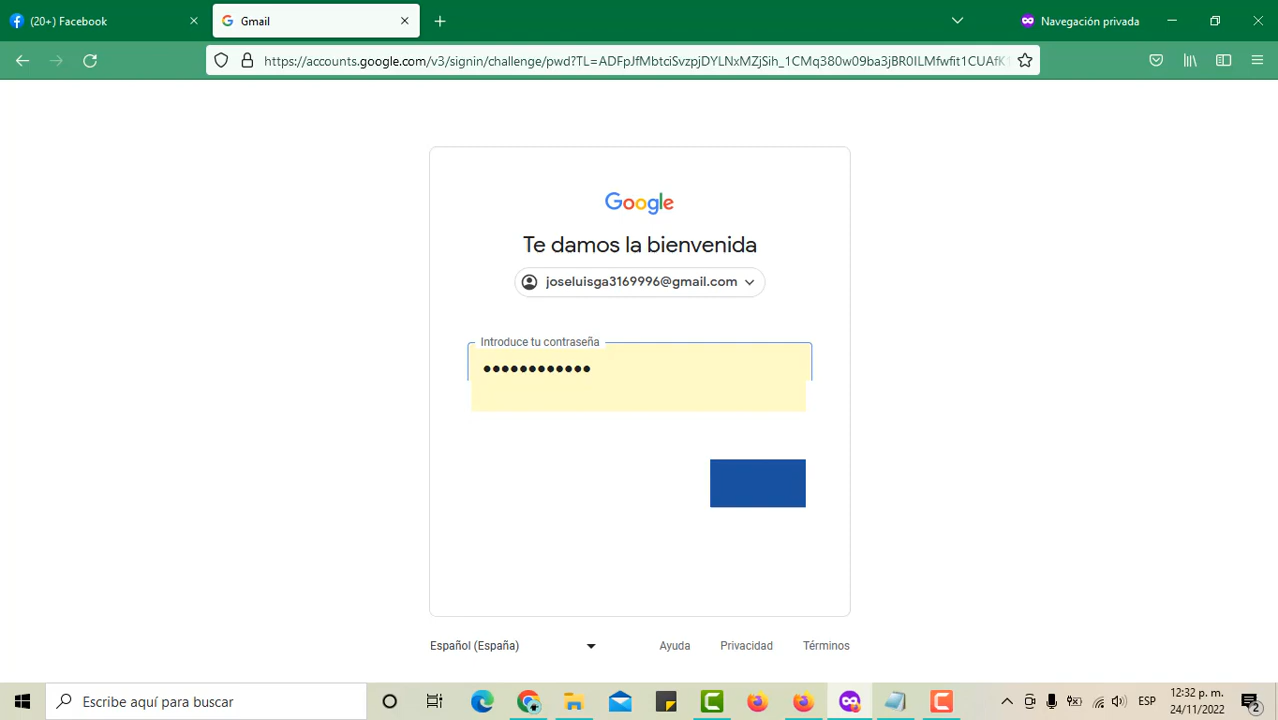 (20+) Facebook
Gmail
Navegación privada
https://accounts.google.com/v3/signin/challenge/pwd?TL=ADFpJfMbtciSvzpjDYLNxMZjSih_1CMq380w09ba3jBR0ILMfwfit1CUAfK
Google
Te damos la bienvenida
joseluisga3169996@gmail.com
Introduce tu contraseña
••••••••••••
Español (España)
Ayuda
Privacidad
Términos
Escribe aquí para buscar
ESP
12:32 p. m.
24/11/2022
2